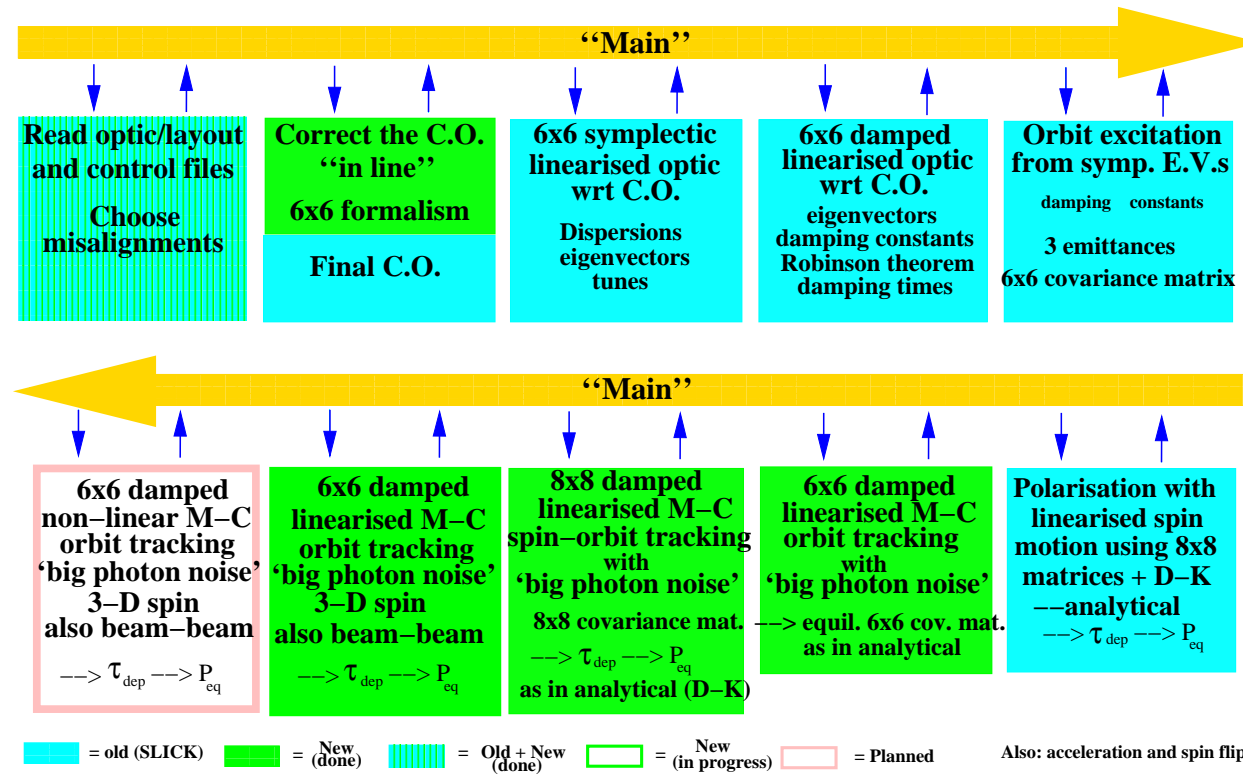 ‘‘Main’’
Read optic/layout
and control files
Choose
misalignments
Correct the C.O.
‘‘in line’’
6x6 formalism
Final C.O.
6x6 symplectic
linearised optic
wrt C.O.
Dispersions
eigenvectors
tunes
6x6 damped
linearised optic
wrt C.O.
eigenvectors
damping constants
Robinson theorem
damping times
Orbit excitation
from symp. E.V.s
damping constants
3 emittances
6x6 covariance matrix
‘‘Main’’
6x6 damped
non−linear M−C
orbit tracking
‘big photon noise’
3−D spin
also beam−beam
−−> τdep −−> Peq
6x6 damped
linearised M−C
orbit tracking
‘big photon noise’
3−D spin
also beam−beam
−−> τdep −−> Peq
8x8 damped
linearised M−C
spin−orbit tracking
with
‘big photon noise’
8x8 covariance mat.
−−> τdep −−> Peq
as in analytical (D−K)
6x6 damped
linearised M−C
orbit tracking
with
‘big photon noise’
−−> equil. 6x6 cov. mat.
as in analytical
Polarisation with
linearised spin
motion using 8x8
matrices + D−K
−−analytical
−−> τdep −−> Peq
= old (SLICK)
= New
(done)
= Old + New
(done)
= New
(in progress)
= Planned
Also: acceleration and spin flip